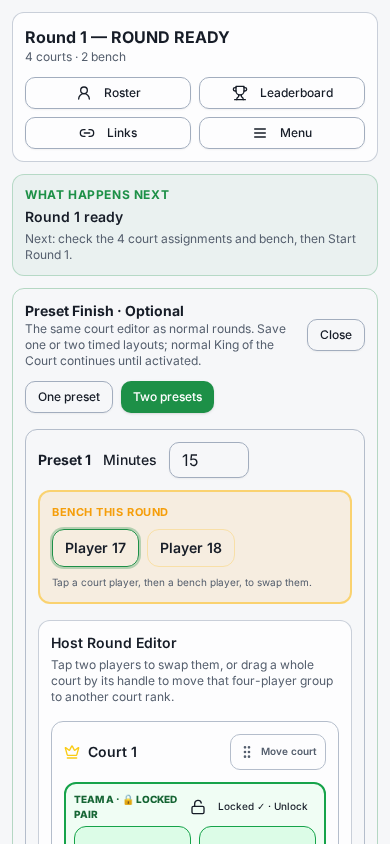 Round 1 — ROUND READY
4 courts · 2 bench
Roster
Leaderboard
Links
Menu
WHAT HAPPENS NEXT
Round 1 ready
Next: check the 4 court assignments and bench, then Start
Round 1.
Preset Finish · Optional
The same court editor as normal rounds. Save
one or two timed layouts; normal King of the
Court continues until activated.
Close
One preset
Two presets
Preset 1 Minutes 15
BENCH THIS ROUND
Player 17
Player 18
Tap a court player, then a bench player, to swap them.
Host Round Editor
Tap two players to swap them, or drag a whole
court by its handle to move that four-player group
to another court rank.
Court 1
Move court
TEAM A · 🔒 LOCKED
PAIR
Locked ✓ · Unlock